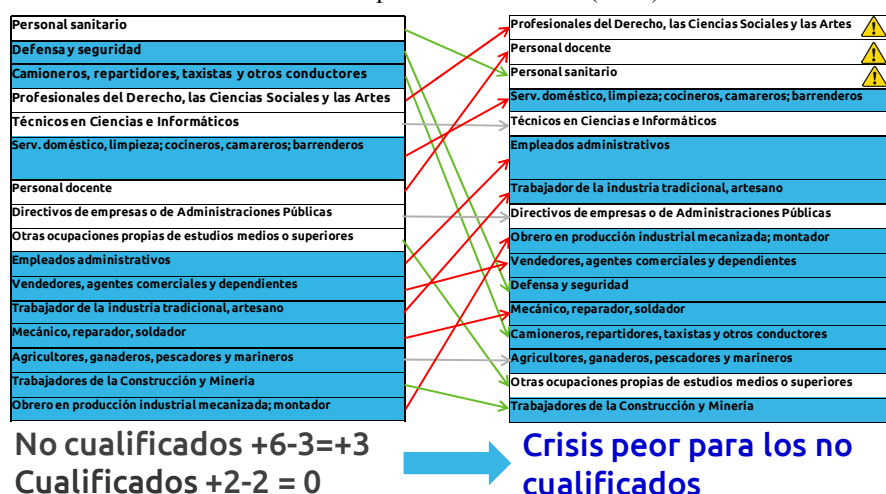 Personal sanitario
Defensa y seguridad
Camioneros, repartidores, taxistas y otros conductores
Profesionales del Derecho, las Ciencias Sociales y las Artes
Técnicos en Ciencias e Informáticos
Serv. doméstico, limpieza; cocineros, camareros; barrenderos
Personal docente
Directivos de empresas o de Administraciones Públicas
Otras ocupaciones propias de estudios medios o superiores
Empleados administrativos
Vendedores, agentes comerciales y dependientes
Trabajador de la industria tradicional, artesano
Mecánico, reparador, soldador
Agricultores, ganaderos, pescadores y marineros
Trabajadores de la Construcción y Minería
Obrero en producción industrial mecanizada; montador
Profesionales del Derecho, las Ciencias Sociales y las Artes
Personal docente
Personal sanitario
Serv. doméstico, limpieza; cocineros, camareros; barrenderos
Técnicos en Ciencias e Informáticos
Empleados administrativos
Trabajador de la industria tradicional, artesano
Directivos de empresas o de Administraciones Públicas
Obrero en producción industrial mecanizada; montador
Vendedores, agentes comerciales y dependientes
Defensa y seguridad
Mecánico, reparador, soldador
Camioneros, repartidores, taxistas y otros conductores
Agricultores, ganaderos, pescadores y marineros
Otras ocupaciones propias de estudios medios o superiores
Trabajadores de la Construcción y Minería
No cualificados +6-3=+3
Cualificados +2-2 = 0
Crisis peor para los no
cualificados